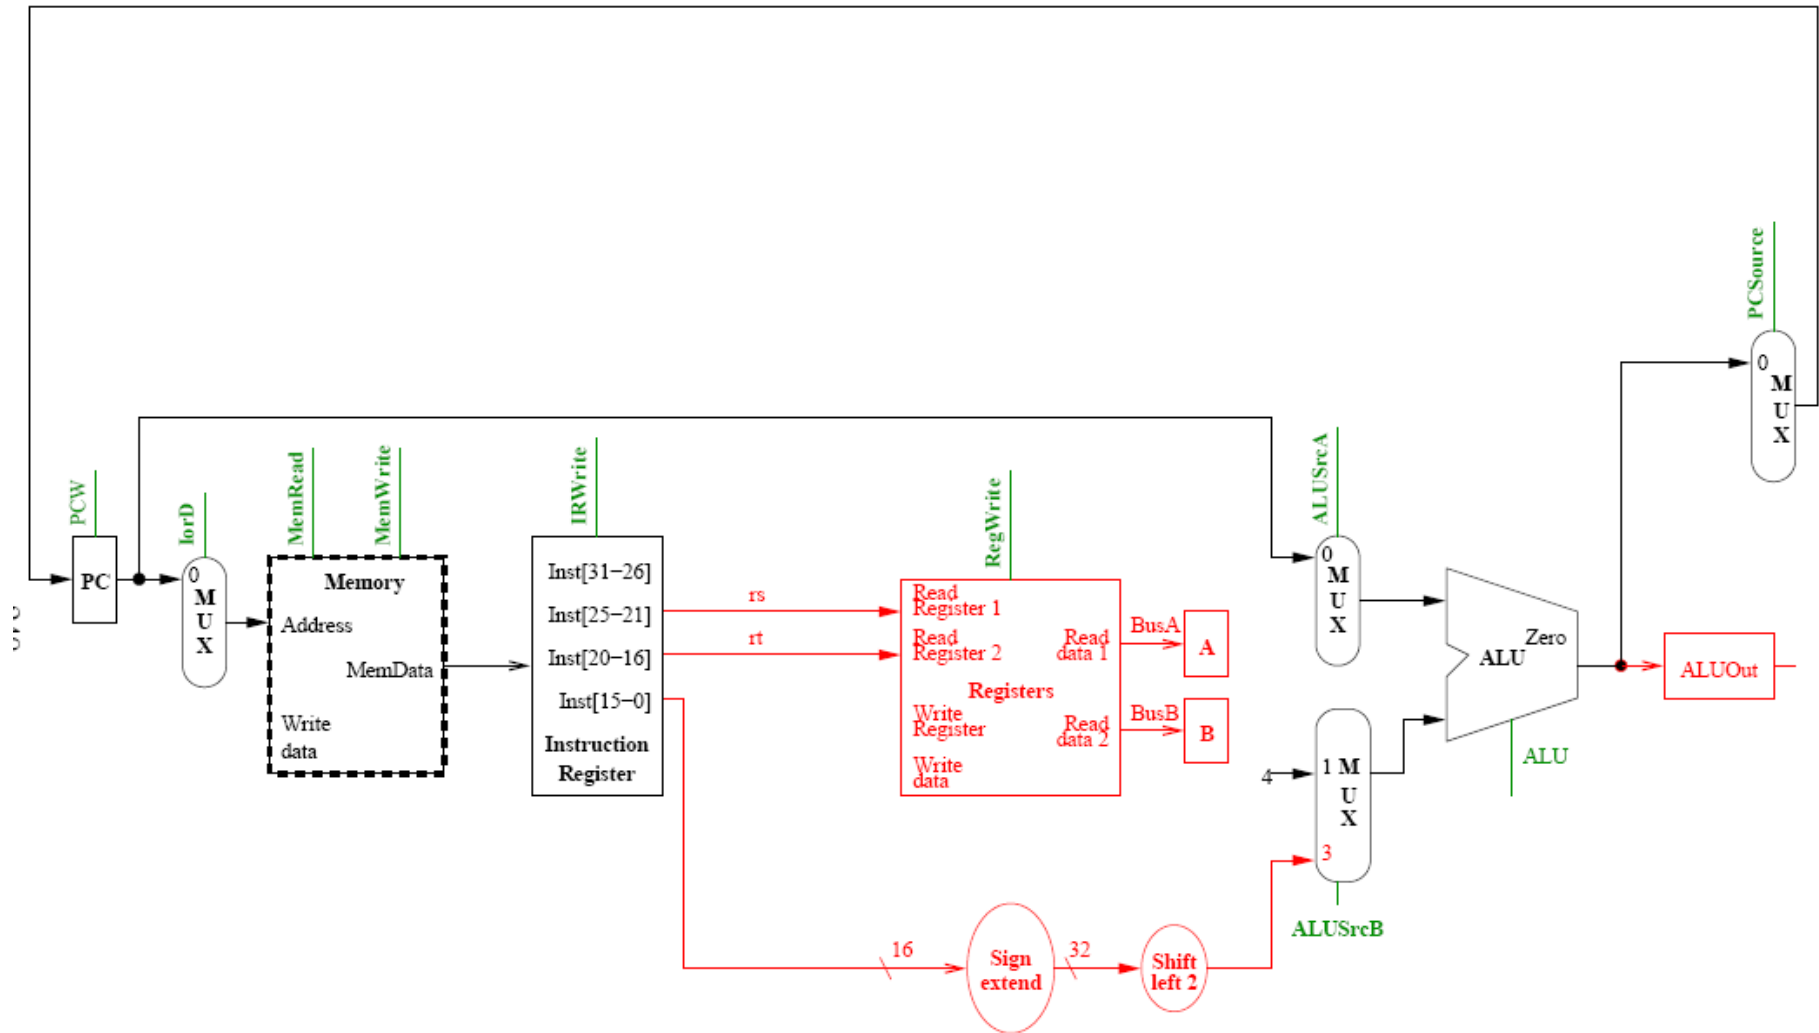 PCSource
0
M
U
X
PCW
IorD
MemRead
MemWrite
IRWrite
RegWrite
ALUSrcA
PC
0
M
U
X
Memory
Address
MemData
Write
data
Inst[31−26]
Inst[25−21]
Inst[20−16]
Inst[15−0]
Instruction
Register
rs
rt
Read
Register 1
Read
Register 2
Read
data 1
Registers
Write
Register
Read
data 2
Write
data
BusA
A
BusB
B
0
M
U
X
4
1 M
U
X
3
ALUSrcB
Zero
ALU
ALU
ALUOut
16
Sign
extend
32
Shift
left 2